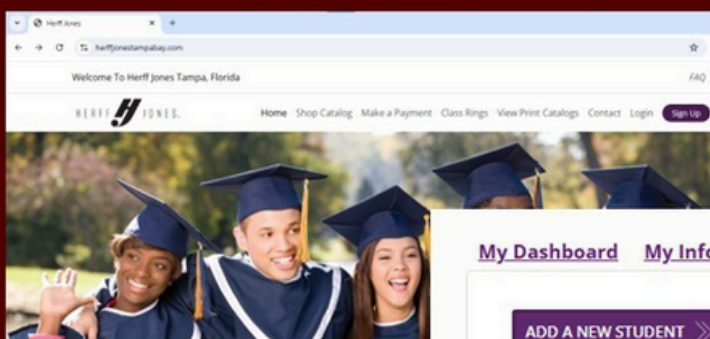 Herff Jones
herffjonestampabay.com
Welcome To Herff Jones Tampa, Florida
FAQ
HERFF JONES.
Home Shop Catalog Make a Payment Class Rings View Print Catalogs Contact Login Sign Up
My Dashboard My Info
ADD A NEW STUDENT